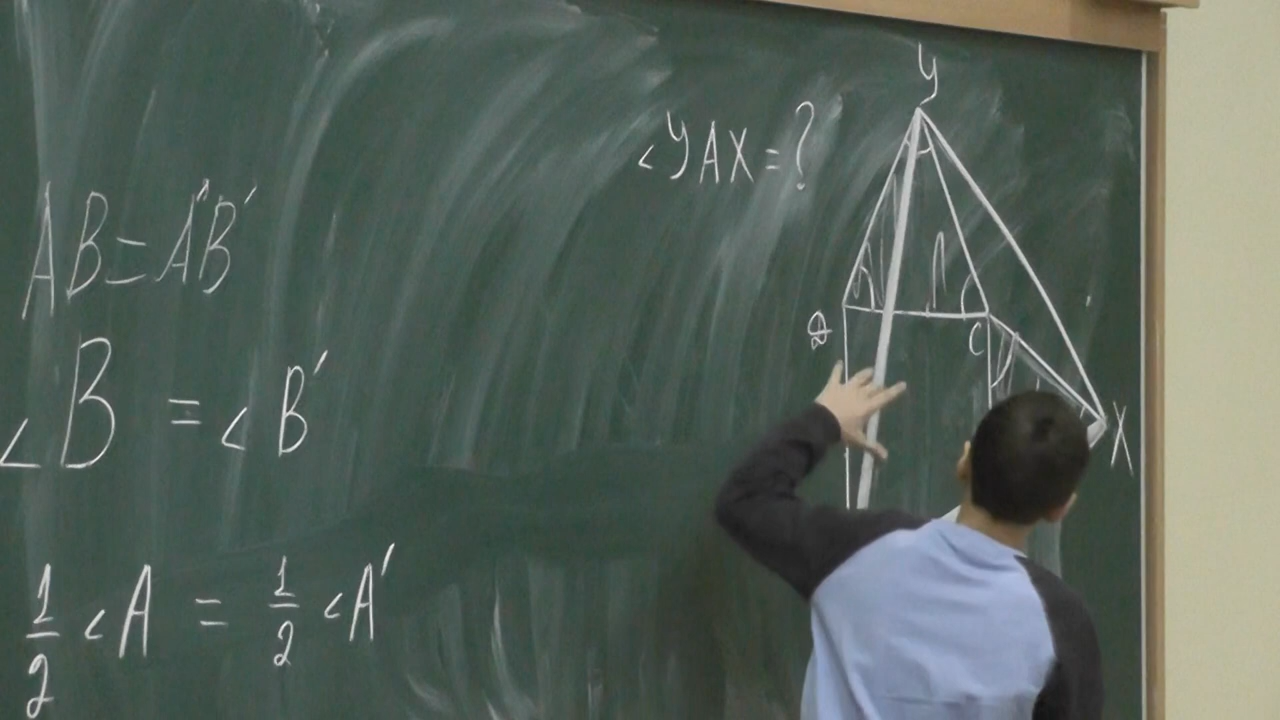 AB = A'B'
∠B = ∠B'
1/2 ∠A = 1/2 ∠A'
∠YAX = ?
Y
C
X